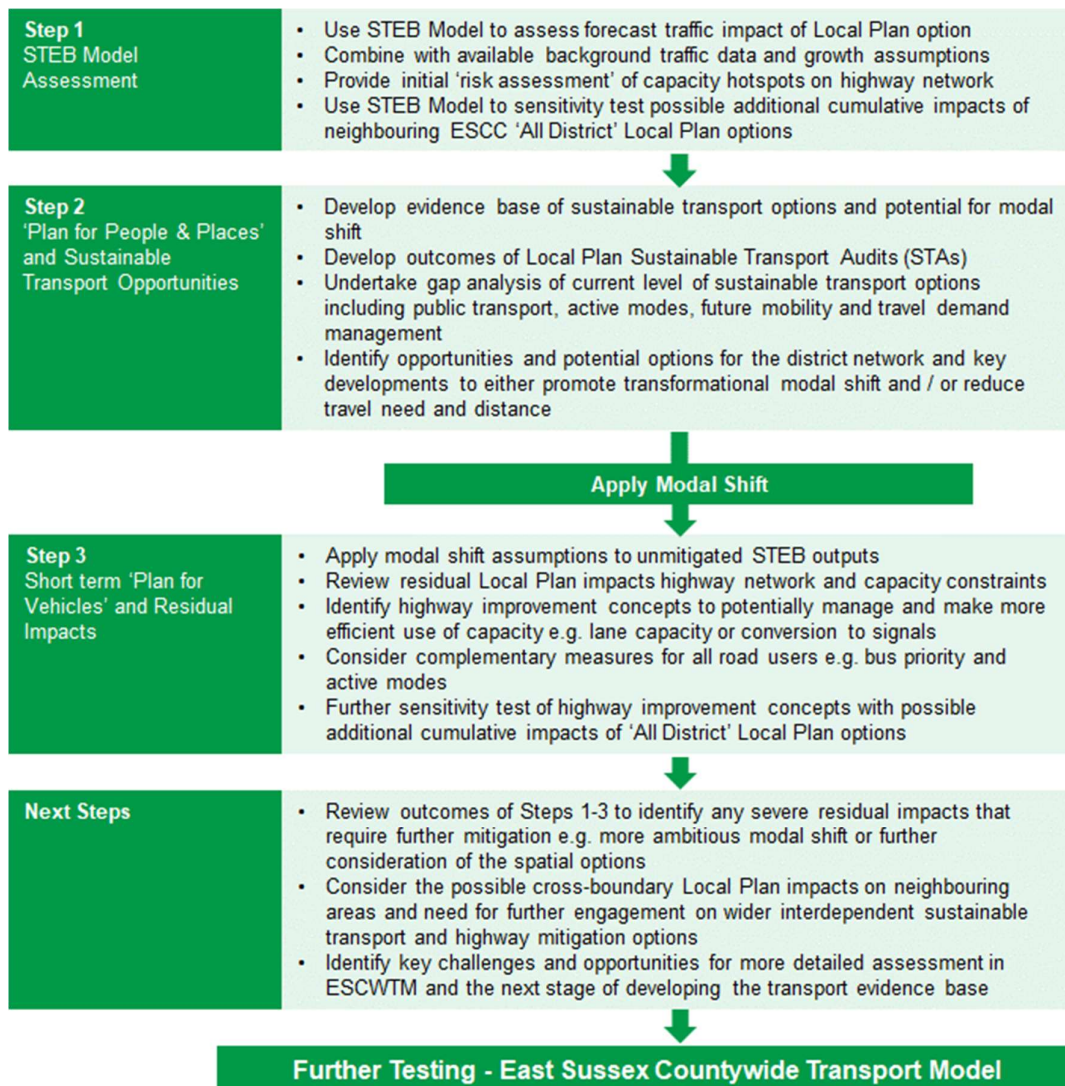 Step 1
STEB Model
Assessment
• Use STEB Model to assess forecast traffic impact of Local Plan option
• Combine with available background traffic data and growth assumptions
• Provide initial ‘risk assessment’ of capacity hotspots on highway network
• Use STEB Model to sensitivity test possible additional cumulative impacts of
neighbouring ESCC ‘All District’ Local Plan options
Step 2
‘Plan for People & Places’
and Sustainable
Transport Opportunities
• Develop evidence base of sustainable transport options and potential for modal
shift
• Develop outcomes of Local Plan Sustainable Transport Audits (STAs)
• Undertake gap analysis of current level of sustainable transport options
including public transport, active modes, future mobility and travel demand
management
• Identify opportunities and potential options for the district network and key
developments to either promote transformational modal shift and / or reduce
travel need and distance
Apply Modal Shift
Step 3
Short term ‘Plan for
Vehicles’ and Residual
Impacts
• Apply modal shift assumptions to unmitigated STEB outputs
• Review residual Local Plan impacts highway network and capacity constraints
• Identify highway improvement concepts to potentially manage and make more
efficient use of capacity e.g. lane capacity or conversion to signals
• Consider complementary measures for all road users e.g. bus priority and
active modes
• Further sensitivity test of highway improvement concepts with possible
additional cumulative impacts of ‘All District’ Local Plan options
Next Steps
• Review outcomes of Steps 1-3 to identify any severe residual impacts that
require further mitigation e.g. more ambitious modal shift or further
consideration of the spatial options
• Consider the possible cross-boundary Local Plan impacts on neighbouring
areas and need for further engagement on wider interdependent sustainable
transport and highway mitigation options
• Identify key challenges and opportunities for more detailed assessment in
ESCWTM and the next stage of developing the transport evidence base
Further Testing - East Sussex Countywide Transport Model